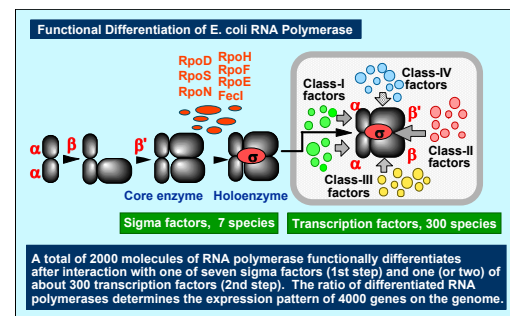 Functional Differentiation of E. coli RNA Polymerase
RpoD RpoH
RpoS RpoF
RpoN RpoE
FecI
Class-I
factors
Class-IV
factors
α
β'
α
α
β
β'
σ
σ
Class-II
factors
α
β
Class-III
factors
Core enzyme Holoenzyme
Sigma factors, 7 species
Transcription factors, 300 species
A total of 2000 molecules of RNA polymerase functionally differentiates
after interaction with one of seven sigma factors (1st step) and one (or two) of
about 300 transcription factors (2nd step). The ratio of differentiated RNA
polymerases determines the expression pattern of 4000 genes on the genome.